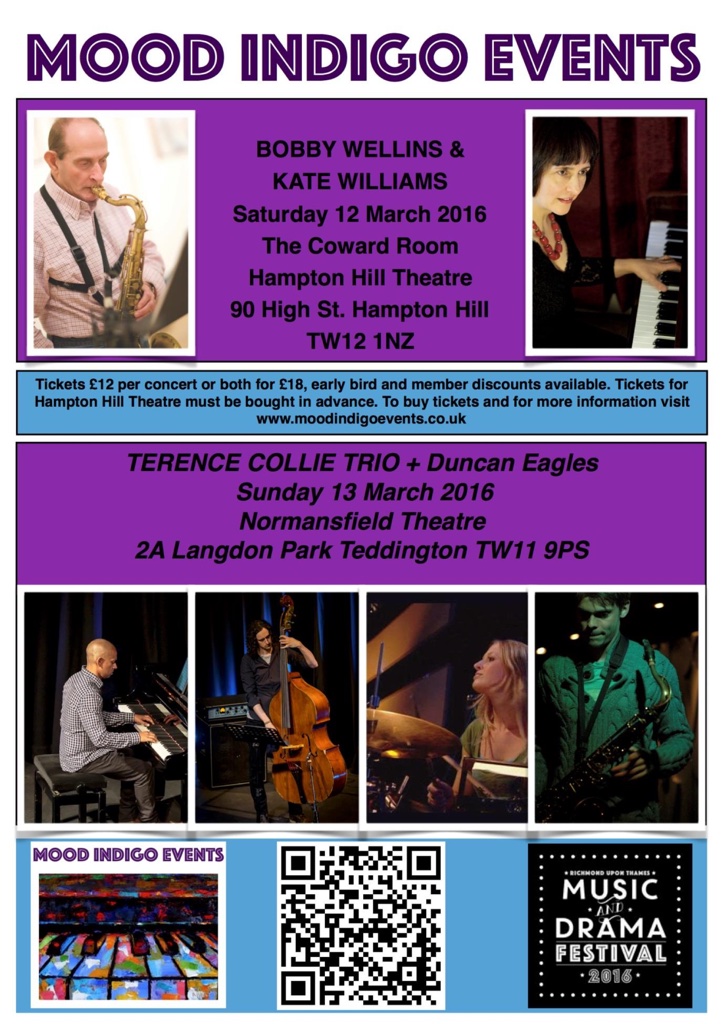 MOOD INDIGO EVENTS
BOBBY WELLINS &
KATE WILLIAMS
Saturday 12 March 2016
The Coward Room
Hampton Hill Theatre
90 High St. Hampton Hill
TW12 1NZ
Tickets £12 per concert or both for £18, early bird and member discounts available. Tickets for
Hampton Hill Theatre must be bought in advance. To buy tickets and for more information visit
www.moodindigoevents.co.uk
TERENCE COLLIE TRIO + Duncan Eagles
Sunday 13 March 2016
Normansfield Theatre
2A Langdon Park Teddington TW11 9PS
MOOD INDIGO EVENTS
RICHMOND UPON THAMES
MUSIC
AND
DRAMA
FESTIVAL
2016